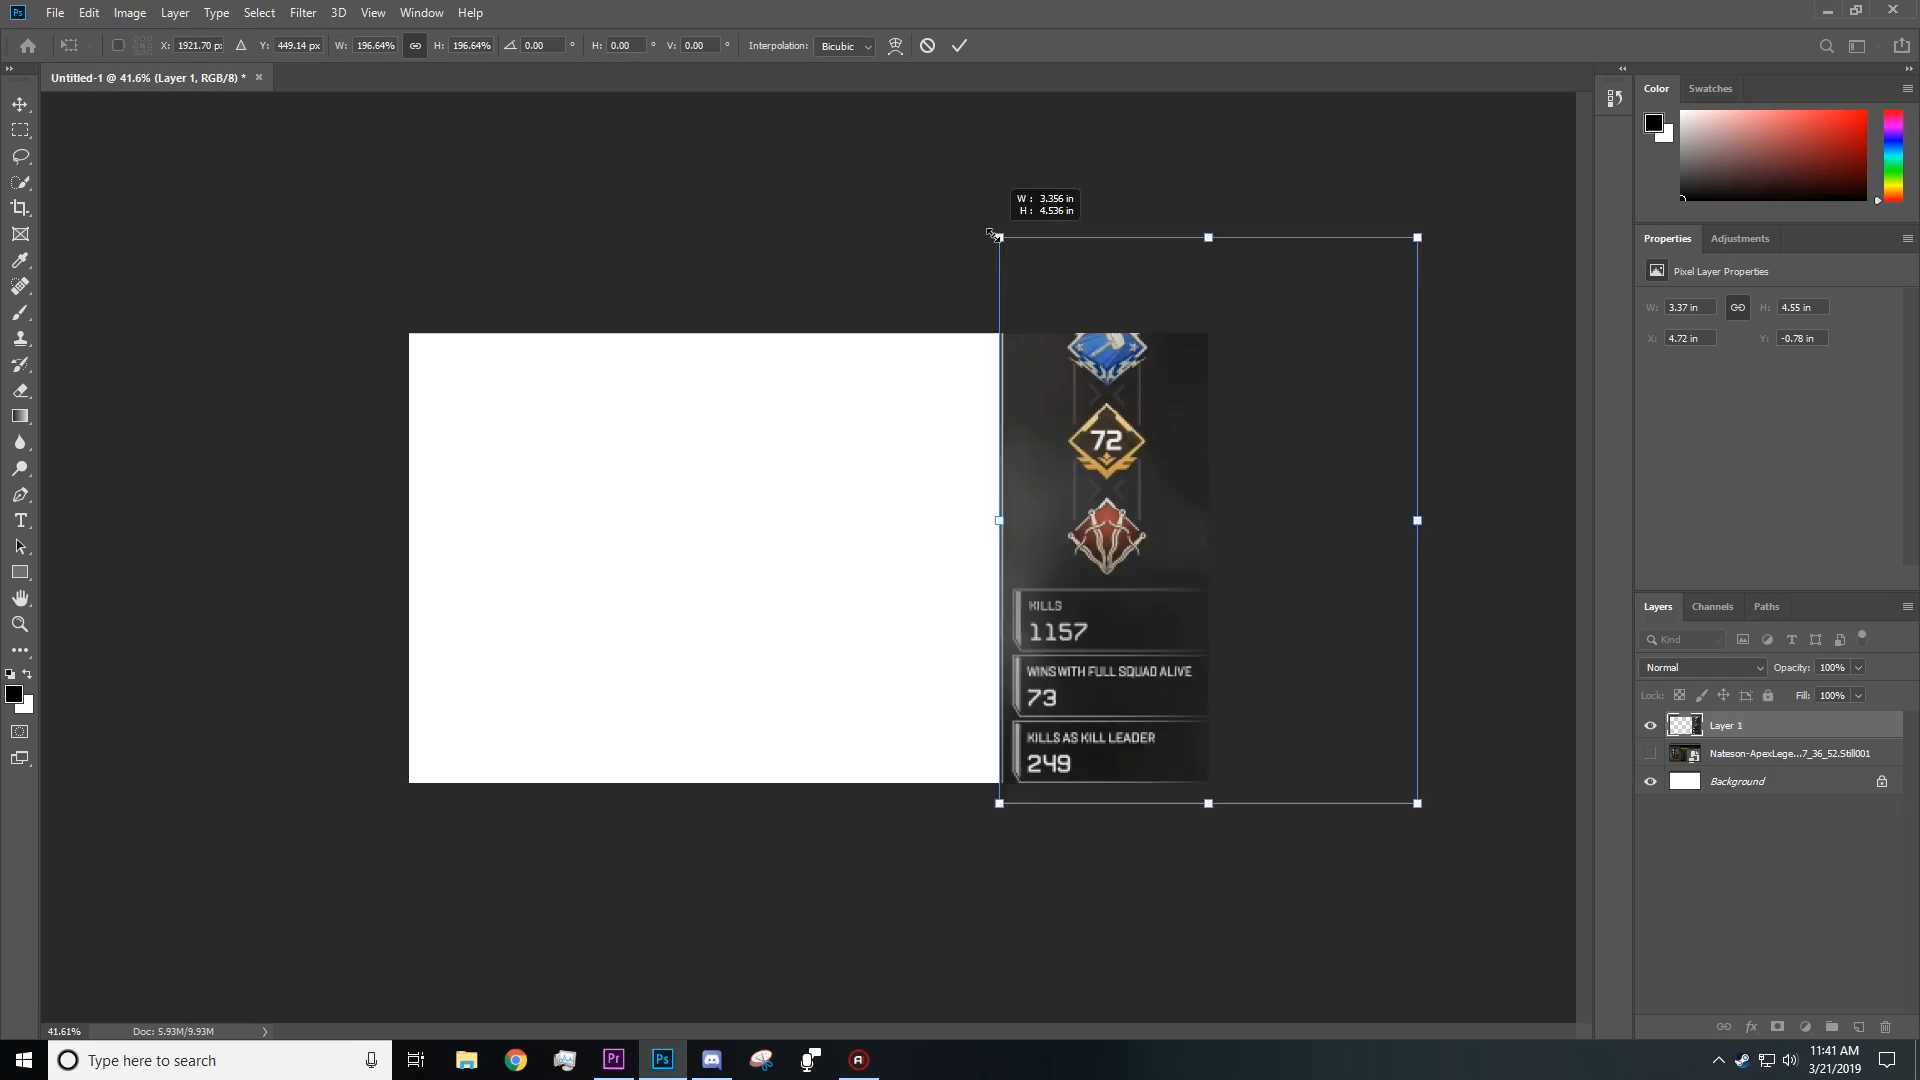 Ps File Edit Image Layer Type Select Filter 3D View Window Help
X: 1921.70 px Y: 449.14 px W: 196.64% H: 196.64% 0.00 ° H: 0.00 ° V: 0.00 ° Interpolation: Bicubic
Untitled-1 @ 41.6% (Layer 1, RGB/8) * ×
Color Swatches
W : 3.356 in
H : 4.536 in
Properties Adjustments
Pixel Layer Properties
W: 3.37 in H: 4.55 in
X: 4.72 in Y: -0.78 in
72
KILLS
1157
WINS WITH FULL SQUAD ALIVE
73
KILLS AS KILL LEADER
249
Layers Channels Paths
Kind
Normal Opacity: 100%
Lock: Fill: 100%
Layer 1
Nateson-ApexLege...7_36_52.Still001
Background
41.61% Doc: 5.93M/9.93M
Type here to search
Pr Ps
11:41 AM
3/21/2019